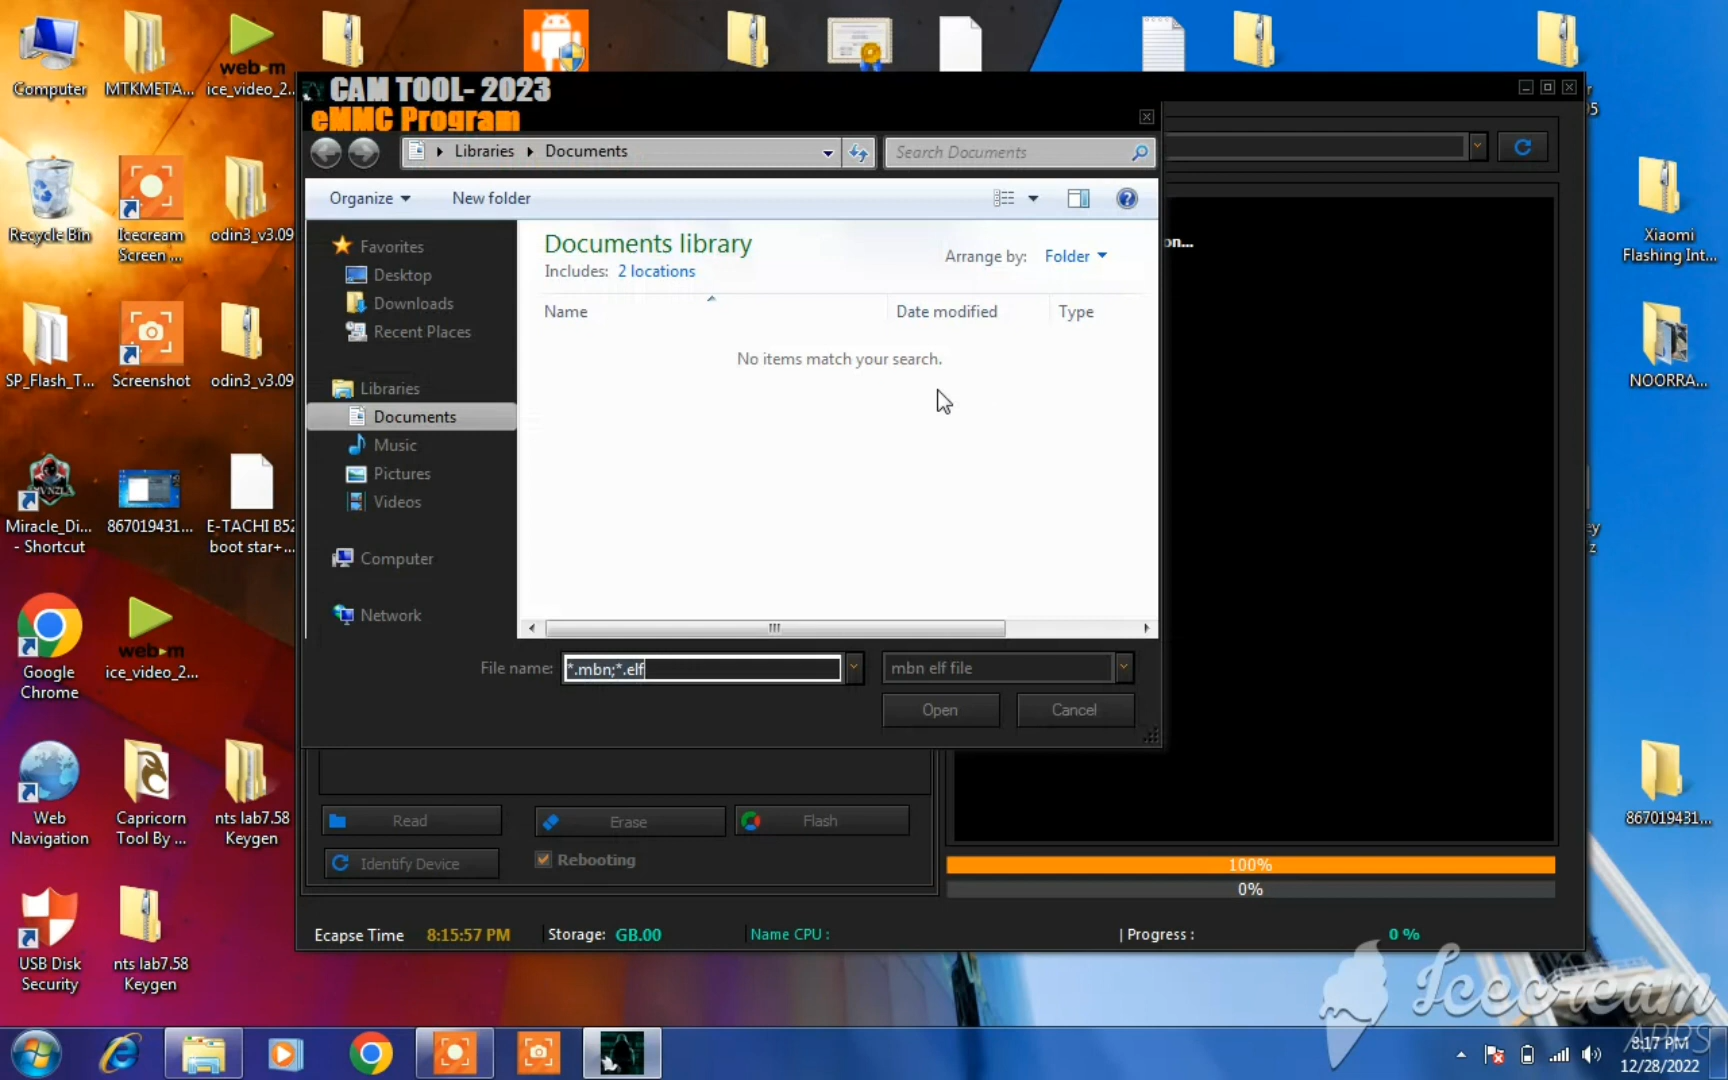 Computer
MTKMETA...
webm
ice_video_2...
CAM TOOL- 2023
eMMC Program
Libraries
Documents
Search Documents
Organize
New folder
Recycle Bin
Icecream
Screen ...
odin3_v3.09
Favorites
Desktop
Downloads
Recent Places
Libraries
Documents
Music
Pictures
Videos
Computer
Network
Documents library
Includes: 2 locations
Arrange by: Folder
Name
Date modified
Type
No items match your search.
on...
Xiaomi
Flashing Int...
SP_Flash_T...
Screenshot
odin3_v3.09
NOORRA...
Miracle_Di...
- Shortcut
867019431...
E-TACHI B52
boot star+...
File name:
*.mbn;*.elf
mbn elf file
Open
Cancel
Google
Chrome
webm
ice_video_2...
Web
Navigation
Capricorn
Tool By ...
nts lab7.58
Keygen
867019431...
Read
Erase
Flash
Identify Device
Rebooting
100%
0%
Ecapse Time
8:15:57 PM
Storage: GB.00
Name CPU :
| Progress :
0 %
USB Disk
Security
nts lab7.58
Keygen
Icecream
APPS
8:17 PM
12/28/2022